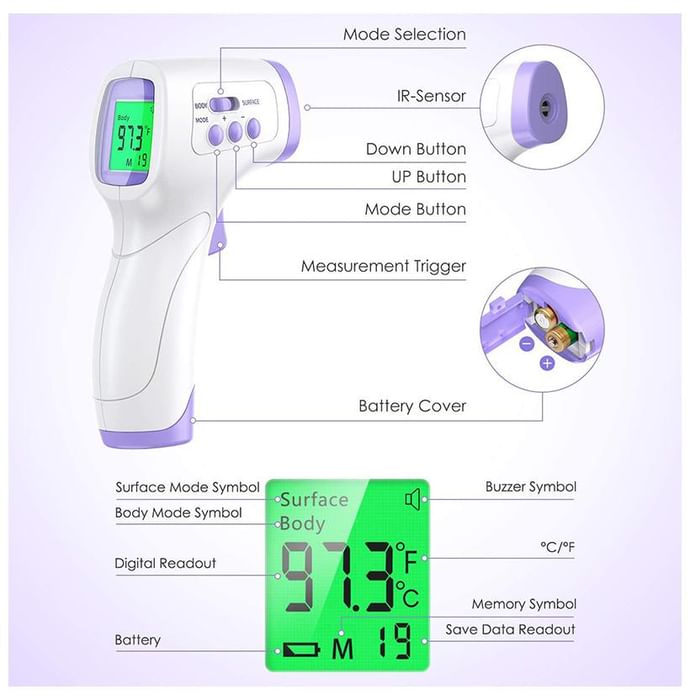 Mode Selection
IR-Sensor
BODY SURFACE
MODE + −
Body
97.3 °F
M 19
Down Button
UP Button
Mode Button
Measurement Trigger
− +
Battery Cover
Surface Mode Symbol
Body Mode Symbol
Digital Readout
Battery
Surface
Body
97.3 °F
°C
M 19
Buzzer Symbol
°C/°F
Memory Symbol
Save Data Readout